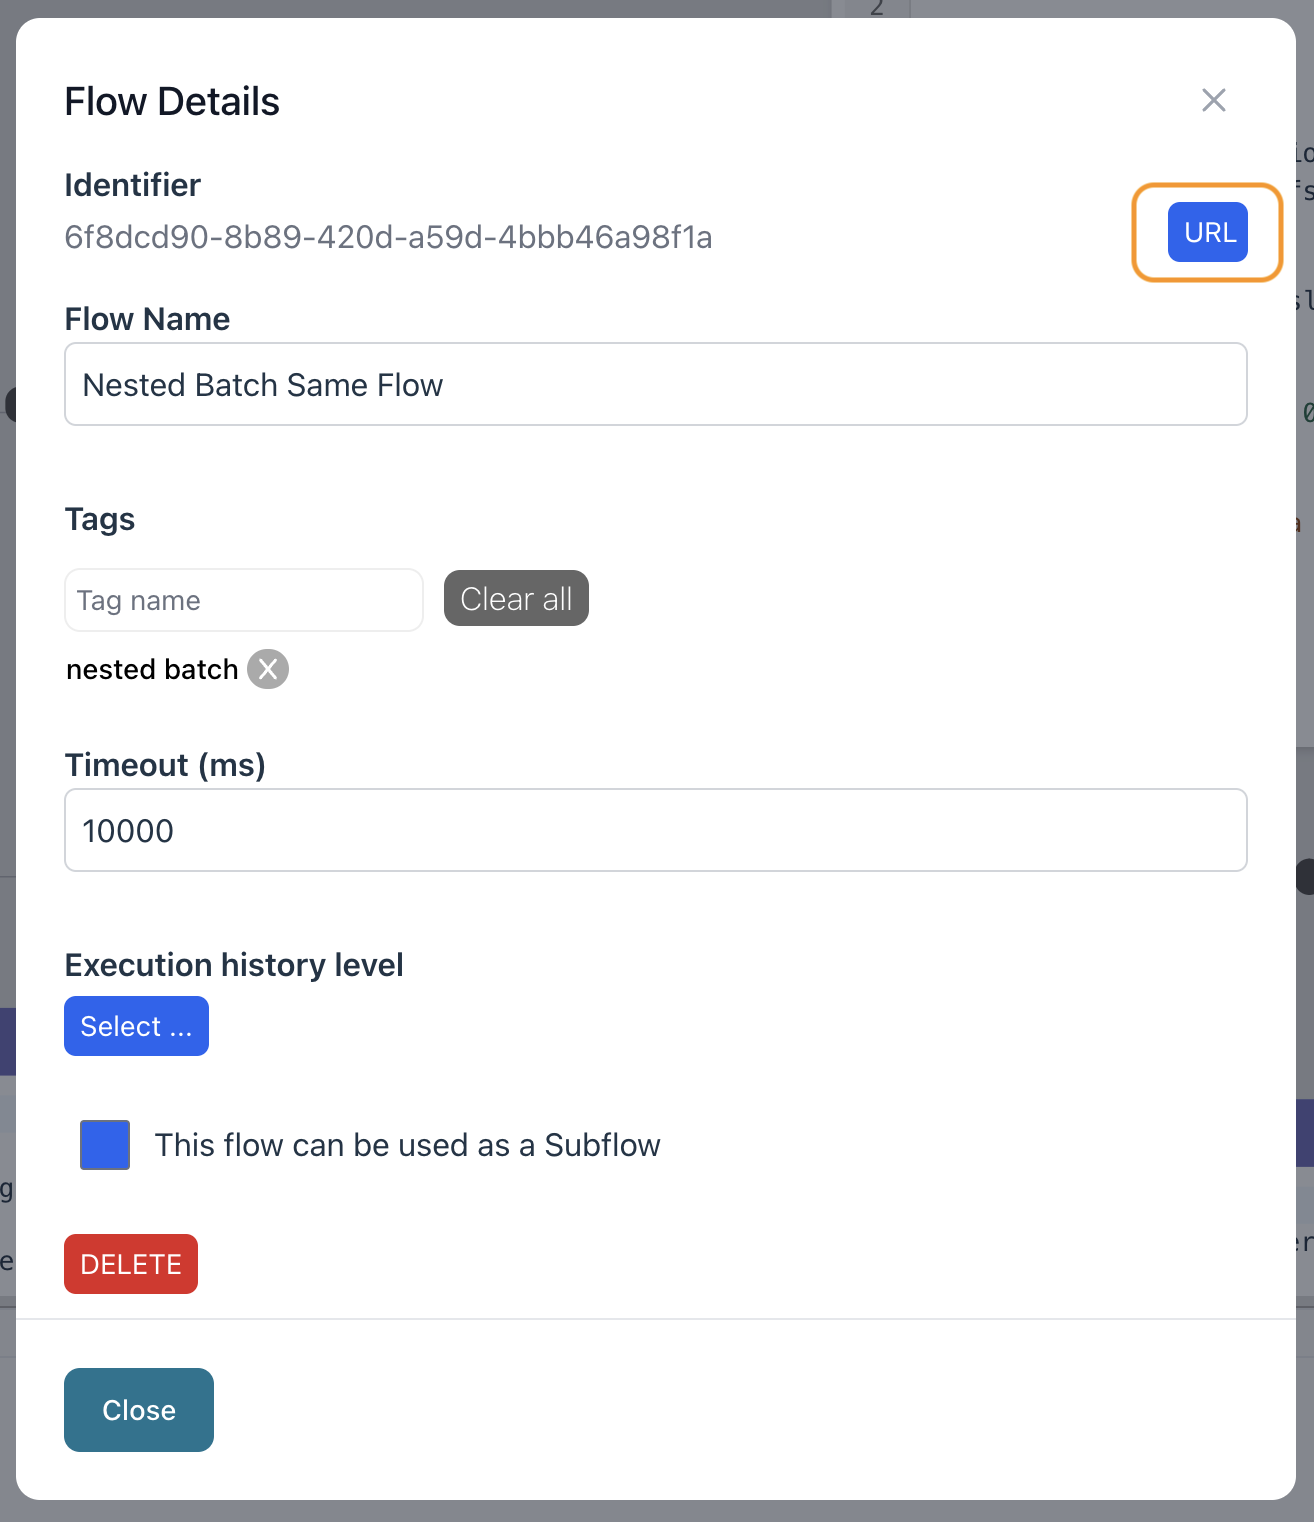 2
Flow Details
Identifier
6f8dcd90-8b89-420d-a59d-4bbb46a98f1a
URL
Flow Name
Nested Batch Same Flow
Tags
Tag name
Clear all
nested batch X
Timeout (ms)
10000
Execution history level
Select ...
This flow can be used as a Subflow
DELETE
Close